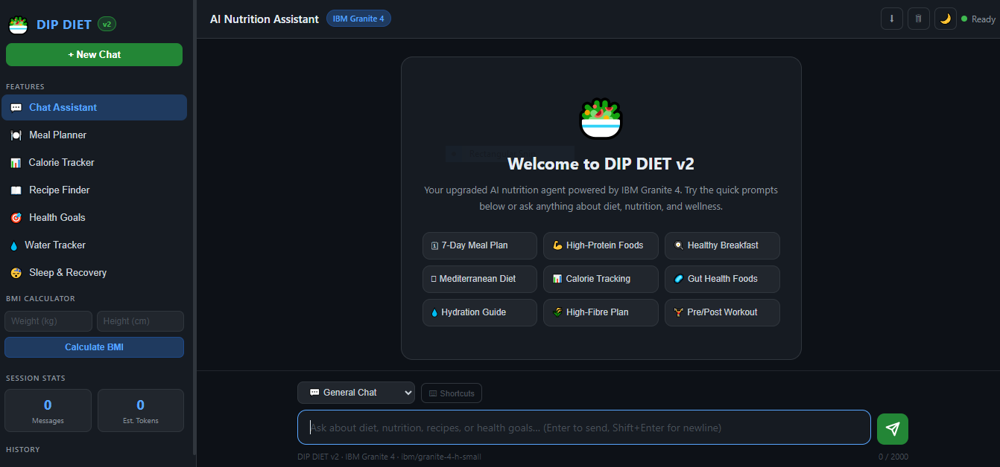 DIP DIET v2
+ New Chat
FEATURES
Chat Assistant
Meal Planner
Calorie Tracker
Recipe Finder
Health Goals
Water Tracker
Sleep & Recovery
BMI CALCULATOR
Weight (kg) Height (cm)
Calculate BMI
SESSION STATS
0 0
Messages Est. Tokens
HISTORY
AI Nutrition Assistant IBM Granite 4 Ready
Welcome to DIP DIET v2
Your upgraded AI nutrition agent powered by IBM Granite 4. Try the quick prompts
below or ask anything about diet, nutrition, and wellness.
7-Day Meal Plan High-Protein Foods Healthy Breakfast
Mediterranean Diet Calorie Tracking Gut Health Foods
Hydration Guide High-Fibre Plan Pre/Post Workout
General Chat Shortcuts
Ask about diet, nutrition, recipes, or health goals... (Enter to send, Shift+Enter for newline)
DIP DIET v2 · IBM Granite 4 · ibm/granite-4-h-small 0 / 2000